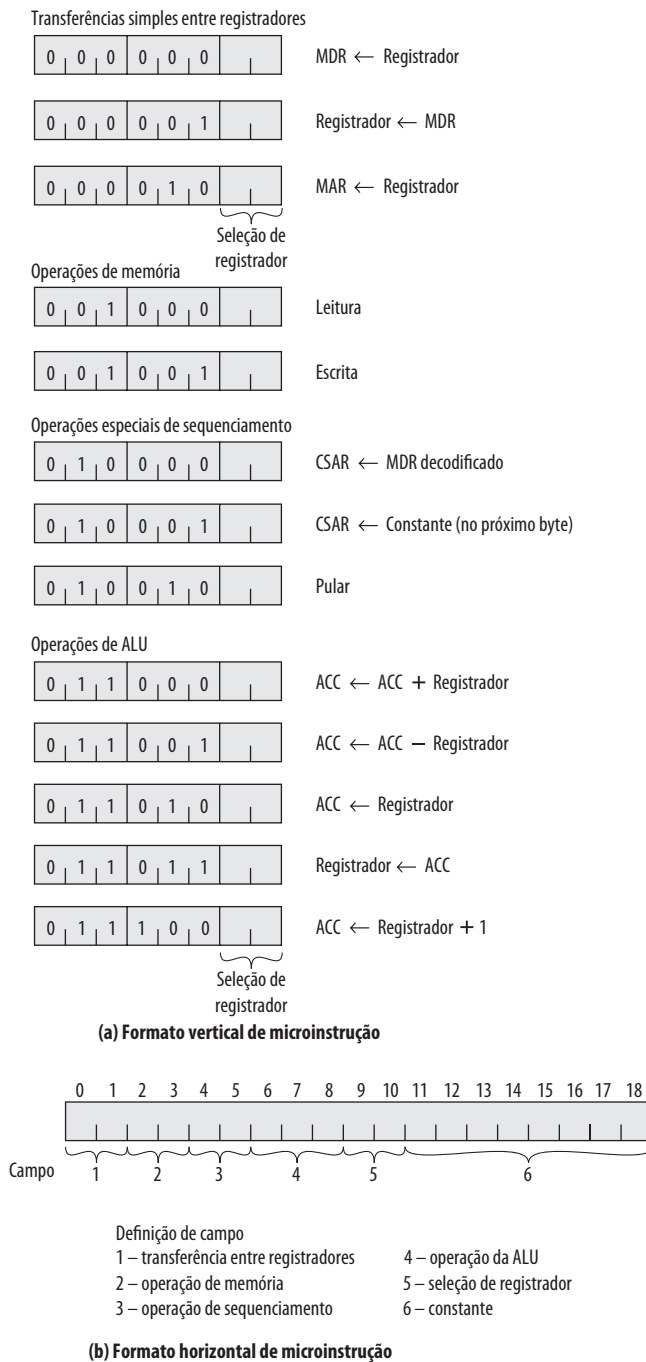 Transferências simples entre registradores
0 0 0 0 0 0 MDR ← Registrador
0 0 0 0 0 1 Registrador ← MDR
0 0 0 0 1 0 MAR ← Registrador
Seleção de
registrador
Operações de memória
0 0 1 0 0 0 Leitura
0 0 1 0 0 1 Escrita
Operações especiais de sequenciamento
0 1 0 0 0 0 CSAR ← MDR decodificado
0 1 0 0 0 1 CSAR ← Constante (no próximo byte)
0 1 0 0 1 0 Pular
Operações de ALU
0 1 1 0 0 0 ACC ← ACC + Registrador
0 1 1 0 0 1 ACC ← ACC − Registrador
0 1 1 0 1 0 ACC ← Registrador
0 1 1 0 1 1 Registrador ← ACC
0 1 1 1 0 0 ACC ← Registrador + 1
Seleção de
registrador
(a) Formato vertical de microinstrução
0 1 2 3 4 5 6 7 8 9 10 11 12 13 14 15 16 17 18
Campo 1 2 3 4 5 6
Definição de campo
1 – transferência entre registradores 4 – operação da ALU
2 – operação de memória 5 – seleção de registrador
3 – operação de sequenciamento 6 – constante
(b) Formato horizontal de microinstrução